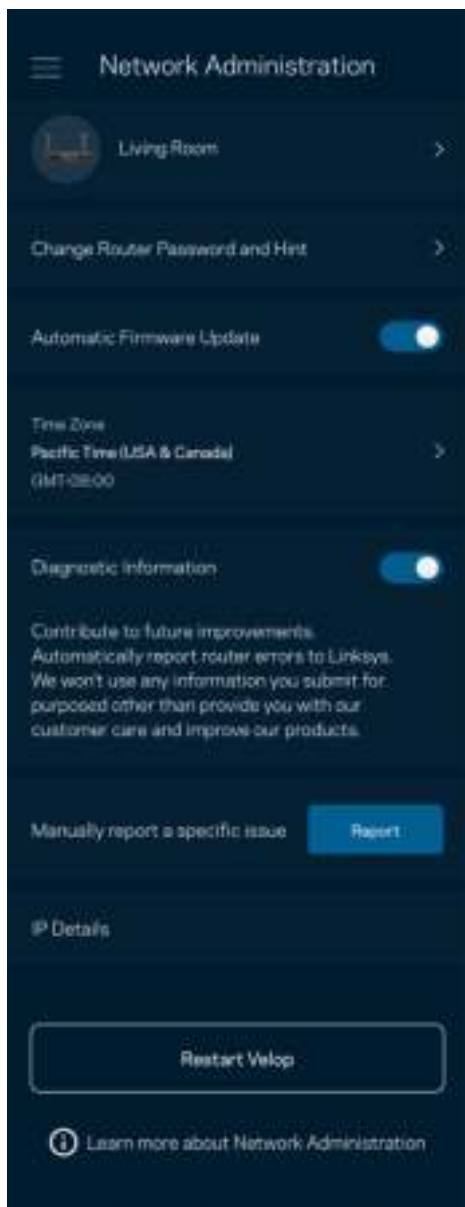 Network Administration
Living Room
Change Router Password and Hint
Automatic Firmware Update
Time Zone
Pacific Time (USA & Canada)
GMT-08:00
Diagnostic Information
Contribute to future improvements.
Automatically report router errors to Linksys.
We won't use any information you submit for
purposed other than provide you with our
customer care and improve our products.
Manually report a specific issue
Report
IP Details
Restart Velop
Learn more about Network Administration